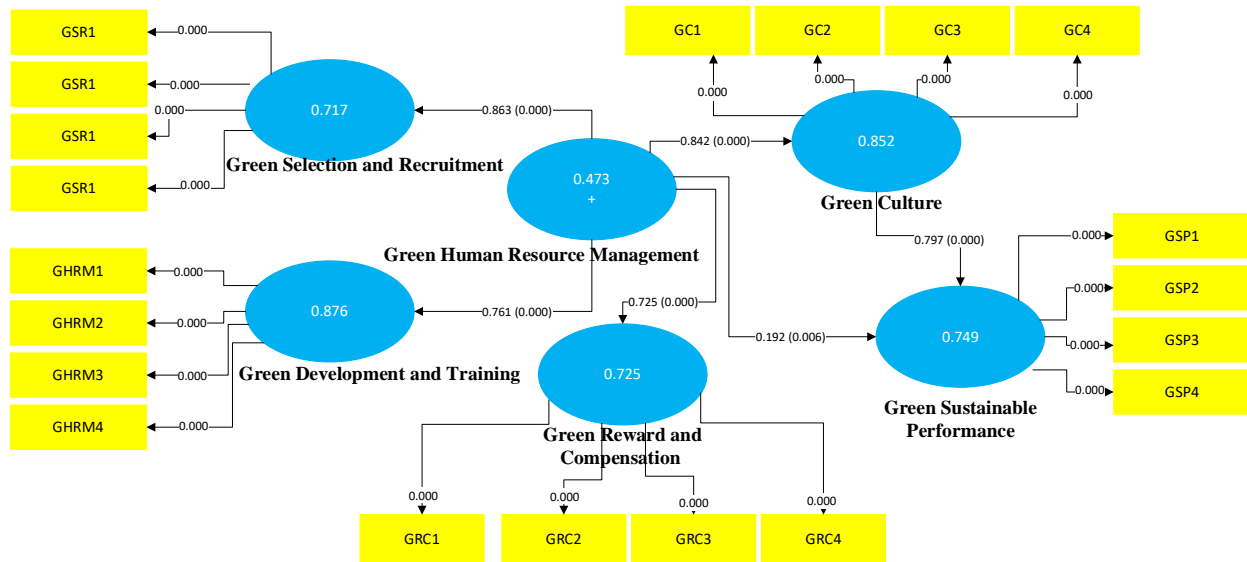 GSR1
0.000
GSR1
0.000
GSR1
0.000
GSR1
0.000
0.717
Green Selection and Recruitment
0.863 (0.000)
GC1
GC2
GC3
GC4
0.000
0.000
0.000
0.000
0.842 (0.000)
0.852
Green Culture
0.473
+
Green Human Resource Management
0.797 (0.000)
GHRM1
0.000
GHRM2
0.000
GHRM3
0.000
GHRM4
0.000
0.876
Green Development and Training
0.761 (0.000)
0.725 (0.000)
0.192 (0.006)
0.725
Green Reward and
Compensation
0.749
Green Sustainable
Performance
0.000
GSP1
0.000
GSP2
0.000
GSP3
0.000
GSP4
0.000
0.000
0.000
0.000
GRC1
GRC2
GRC3
GRC4